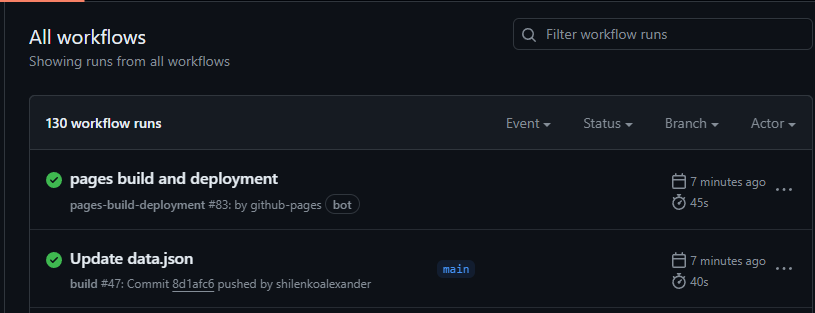 All workflows
Filter workflow runs
Showing runs from all workflows
130 workflow runs
Event
Status
Branch
Actor
pages build and deployment
7 minutes ago
pages-build-deployment #83: by github-pages bot
45s
Update data.json
main
7 minutes ago
build #47: Commit 8d1afc6 pushed by shilenkoalexander
40s